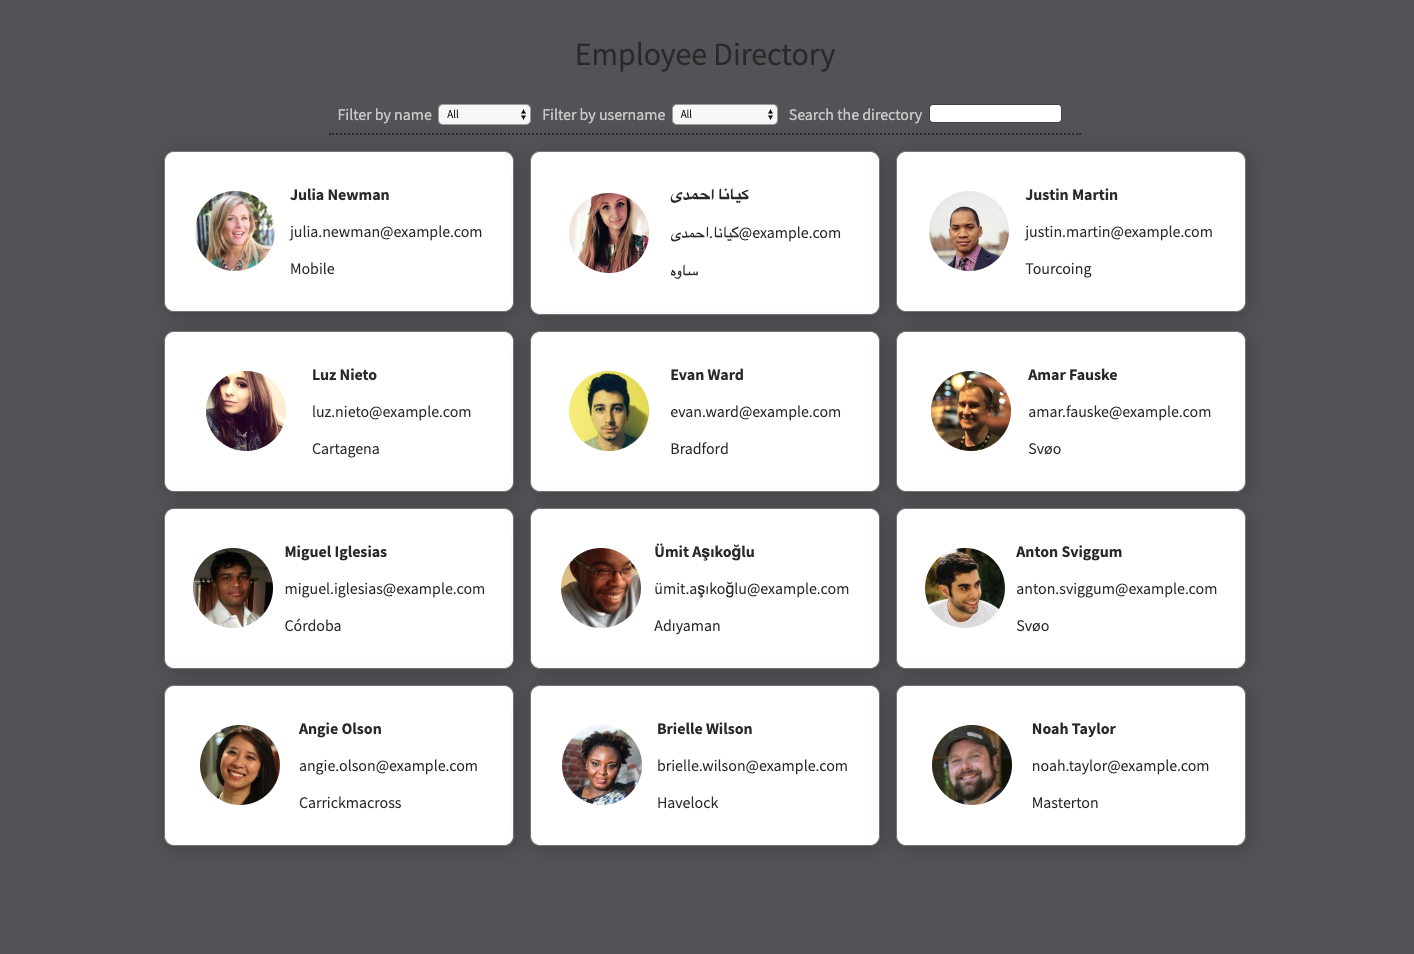 Employee Directory
Filter by name All Filter by username All Search the directory
Julia Newman
julia.newman@example.com
Mobile
کیانا احمدی
کیانا.احمدی@example.com
ساوه
Justin Martin
justin.martin@example.com
Tourcoing
Luz Nieto
luz.nieto@example.com
Cartagena
Evan Ward
evan.ward@example.com
Bradford
Amar Fauske
amar.fauske@example.com
Svøo
Miguel Iglesias
miguel.iglesias@example.com
Córdoba
Ümit Aşıkoğlu
ümit.aşıkoğlu@example.com
Adıyaman
Anton Sviggum
anton.sviggum@example.com
Svøo
Angie Olson
angie.olson@example.com
Carrickmacross
Brielle Wilson
brielle.wilson@example.com
Havelock
Noah Taylor
noah.taylor@example.com
Masterton